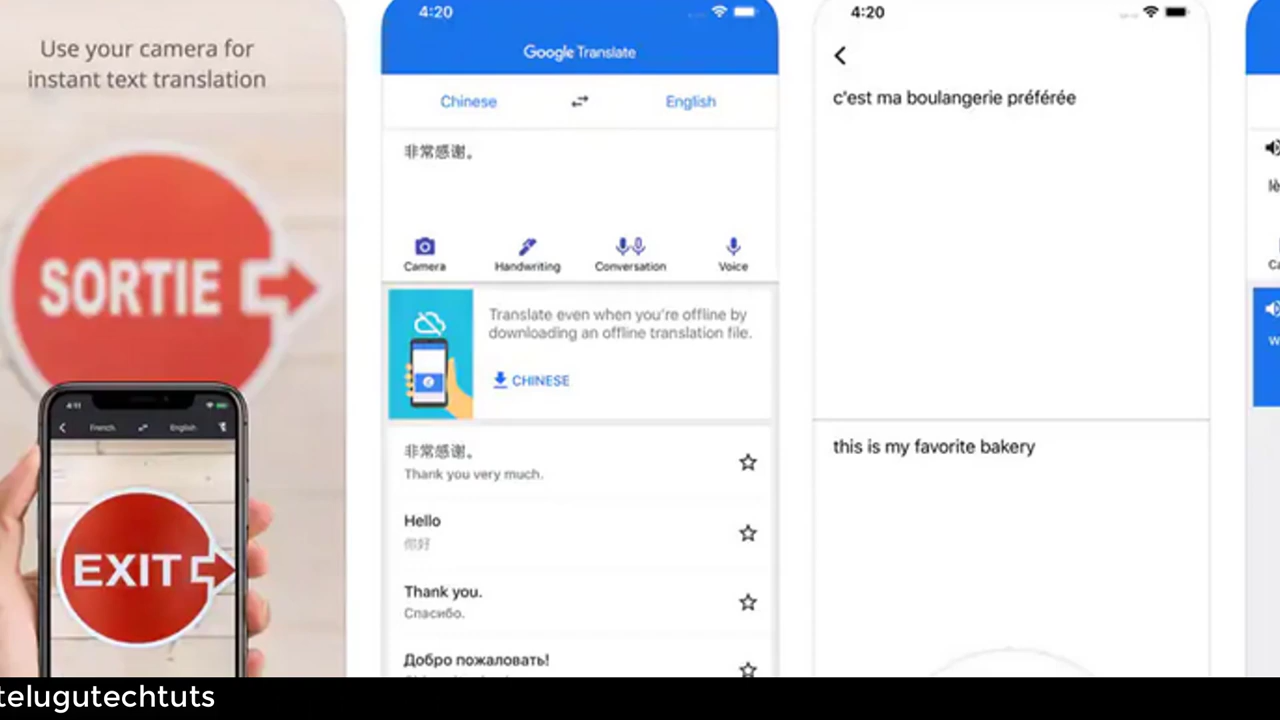 Use your camera for
instant text translation
SORTIE
4:11
French
English
EXIT
4:20
Google Translate
Chinese
English
非常感谢。
Camera
Handwriting
Conversation
Voice
Translate even when you're offline by
downloading an offline translation file.
CHINESE
非常感谢。
Thank you very much.
Hello
你好
Thank you.
Спасибо.
Добро пожаловать!
4:20
c'est ma boulangerie préférée
this is my favorite bakery
telugutechtuts